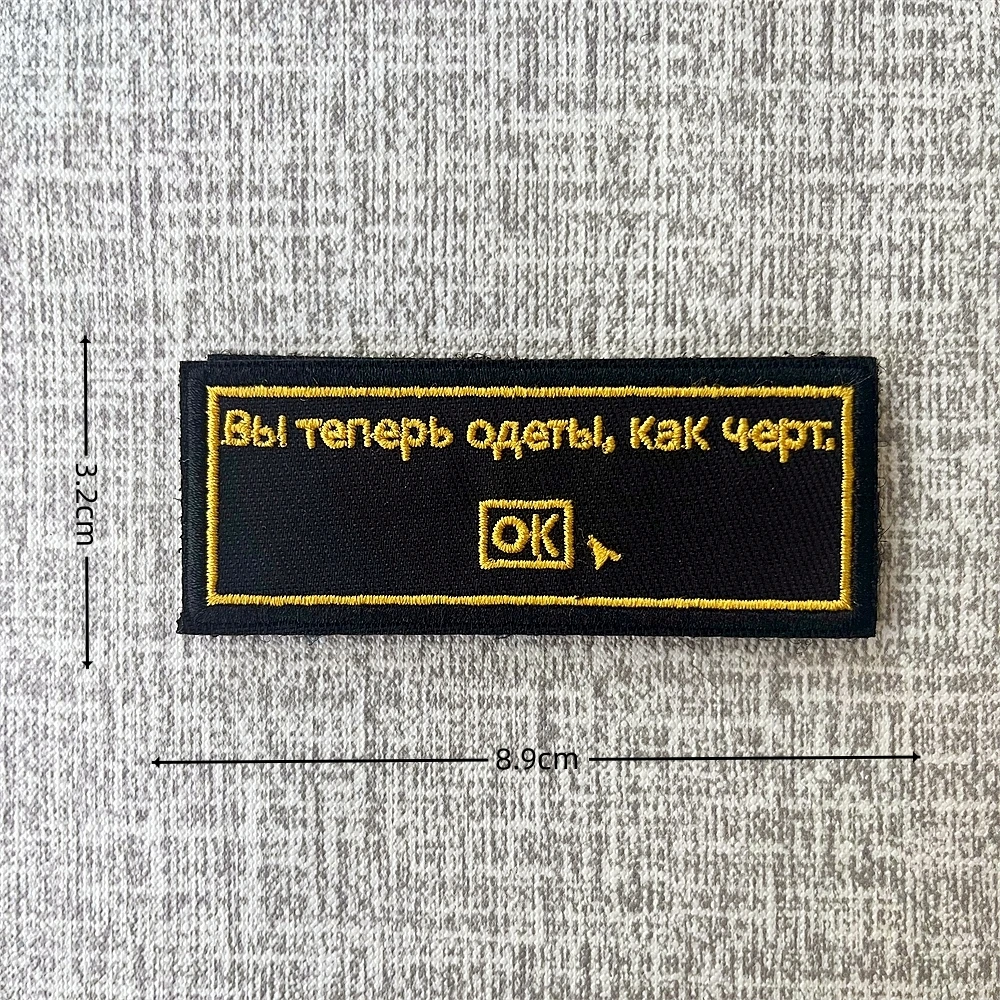 Вы теперь одеты, как черт.
OK
3.2cm
8.9cm